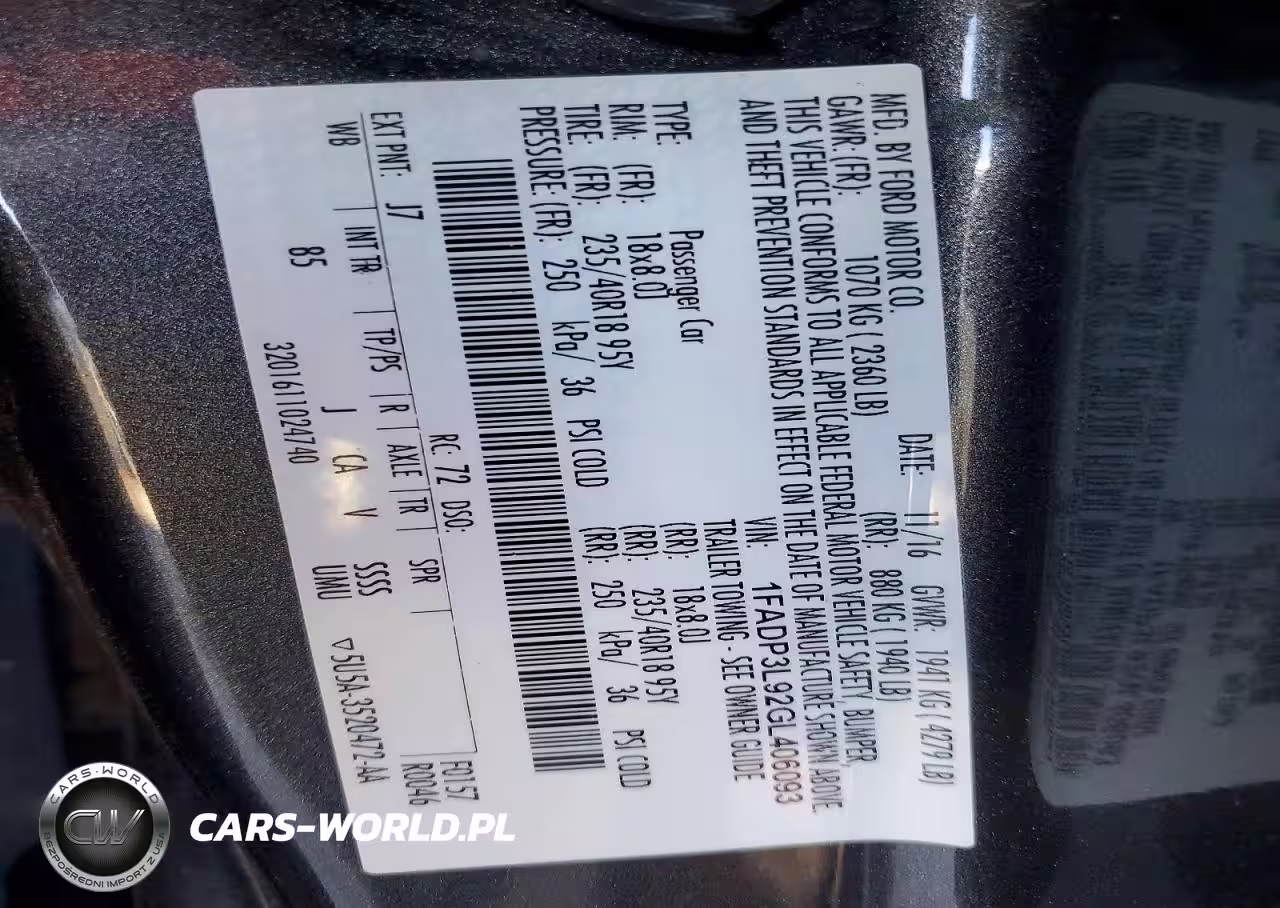 MFD. BY FORD MOTOR CO.
DATE: 11/16 GVWR: 1941 KG ( 4279 LB)
GAWR: (FR): 1070 KG ( 2360 LB) (RR): 880 KG ( 1940 LB)
THIS VEHICLE CONFORMS TO ALL APPLICABLE FEDERAL MOTOR VEHICLE SAFETY, BUMPER,
AND THEFT PREVENTION STANDARDS IN EFFECT ON THE DATE OF MANUFACTURE SHOWN ABOVE.
VIN: 1FADP3L92GL406093
TYPE: Passenger Car TRAILER TOWING - SEE OWNER GUIDE
RIM: (FR): 18x8.0J (RR): 18x8.0J
TIRE: (FR): 235/40R18 95Y (RR): 235/40R18 95Y
PRESSURE: (FR): 250 kPa/ 36 PSI COLD (RR): 250 kPa/ 36 PSI COLD
EXT PNT: J7 RC: 72 DSO: F0157
WB INT TR TP/PS R AXLE TR SPR R0046
85 J CA V SSSS
UMU
3201611024740 ▽5U5A-3520472-AA
CARS-WORLD
CW
BEZPOŚREDNI IMPORT Z USA
CARS-WORLD.PL